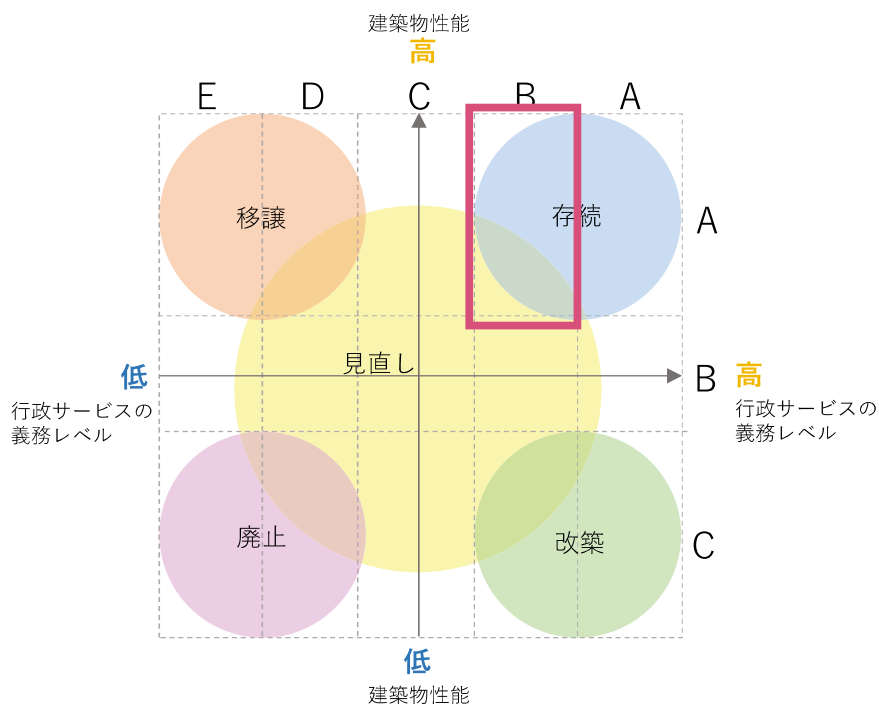 建築物性能
高
E D C B A
移譲
存続
A
見直し
低
B
高
行政サービスの
義務レベル
行政サービスの
義務レベル
廃止
改築
C
低
建築物性能